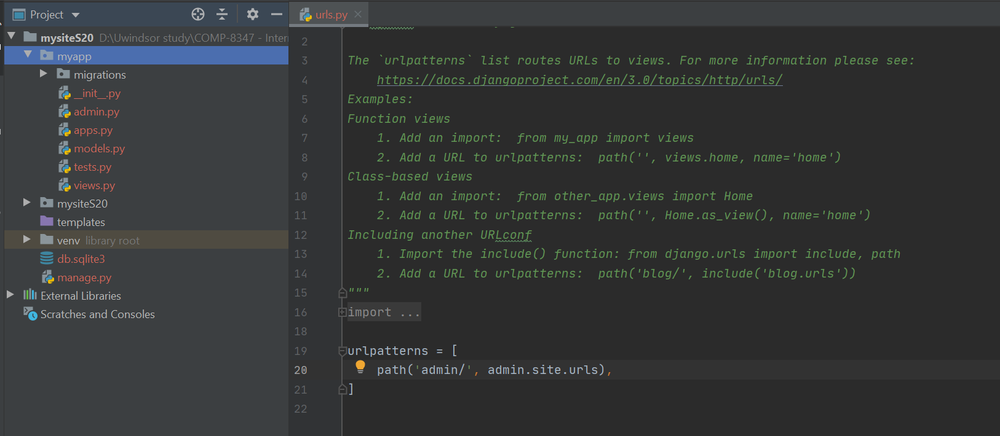 Project
mysiteS20 D:\Uwindsor study\COMP-8347 - Inter
myapp
migrations
__init__.py
admin.py
apps.py
models.py
tests.py
views.py
mysiteS20
templates
venv library root
db.sqlite3
manage.py
External Libraries
Scratches and Consoles
urls.py
2
3 The `urlpatterns` list routes URLs to views. For more information please see:
4 https://docs.djangoproject.com/en/3.0/topics/http/urls/
5 Examples:
6 Function views
7 1. Add an import:  from my_app import views
8 2. Add a URL to urlpatterns:  path('', views.home, name='home')
9 Class-based views
10 1. Add an import:  from other_app.views import Home
11 2. Add a URL to urlpatterns:  path('', Home.as_view(), name='home')
12 Including another URLconf
13 1. Import the include() function: from django.urls import include, path
14 2. Add a URL to urlpatterns:  path('blog/', include('blog.urls'))
15 """
16 import ...
18
19 urlpatterns = [
20 path('admin/', admin.site.urls),
21 ]
22